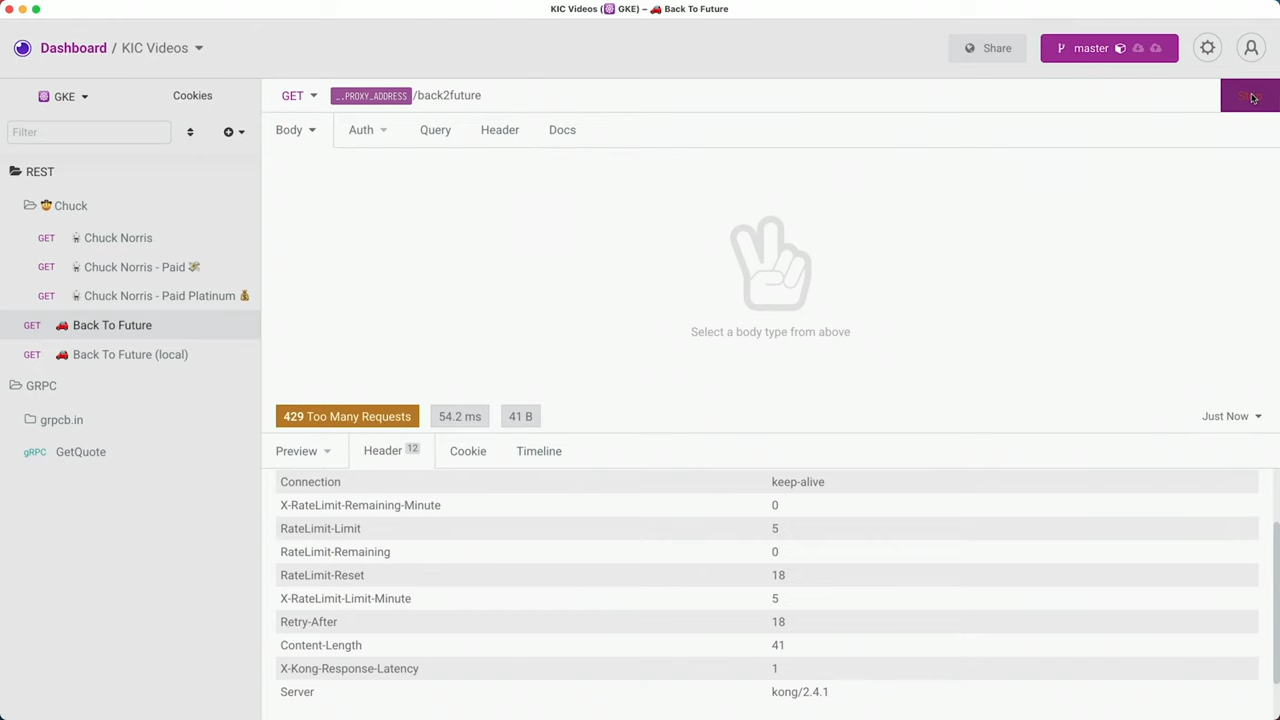 KIC Videos (GKE) – 🚗 Back To Future
Dashboard / KIC Videos
Share
master
GKE
Cookies
GET
_.PROXY_ADDRESS /back2future
Filter
Body
Auth
Query
Header
Docs
REST
Chuck
GET Chuck Norris
GET Chuck Norris - Paid
GET Chuck Norris - Paid Platinum
GET Back To Future
GET Back To Future (local)
GRPC
grpcb.in
gRPC GetQuote
Select a body type from above
429 Too Many Requests
54.2 ms
41 B
Just Now
Preview
Header 12
Cookie
Timeline
Connection keep-alive
X-RateLimit-Remaining-Minute 0
RateLimit-Limit 5
RateLimit-Remaining 0
RateLimit-Reset 18
X-RateLimit-Limit-Minute 5
Retry-After 18
Content-Length 41
X-Kong-Response-Latency 1
Server kong/2.4.1